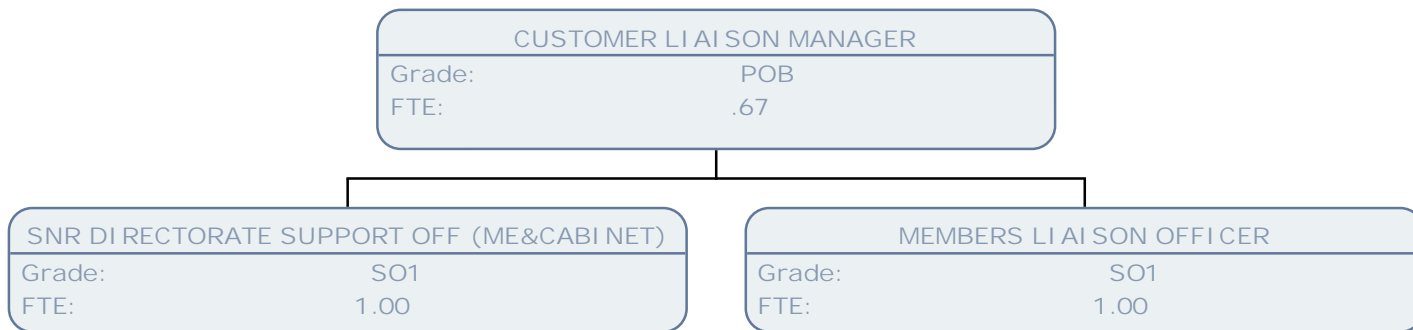 CUSTOMER LIAISON MANAGER
Grade: POB
FTE: .67
SNR DIRECTORATE SUPPORT OFF (ME&CABINET)
Grade: SO1
FTE: 1.00
MEMBERS LIAISON OFFICER
Grade: SO1
FTE: 1.00